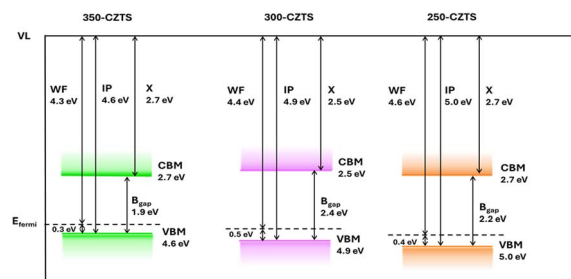 350-CZTS 300-CZTS 250-CZTS
VL
WF IP X
4.3 eV 4.6 eV 2.7 eV
WF IP X
4.4 eV 4.9 eV 2.5 eV
WF IP X
4.6 eV 5.0 eV 2.7 eV
CBM
2.7 eV
CBM
2.5 eV
CBM
2.7 eV
Bgap
1.9 eV
Bgap
2.4 eV
Bgap
2.2 eV
Efermi
0.3 eV
VBM
4.6 eV
0.5 eV
VBM
4.9 eV
0.4 eV
VBM
5.0 eV